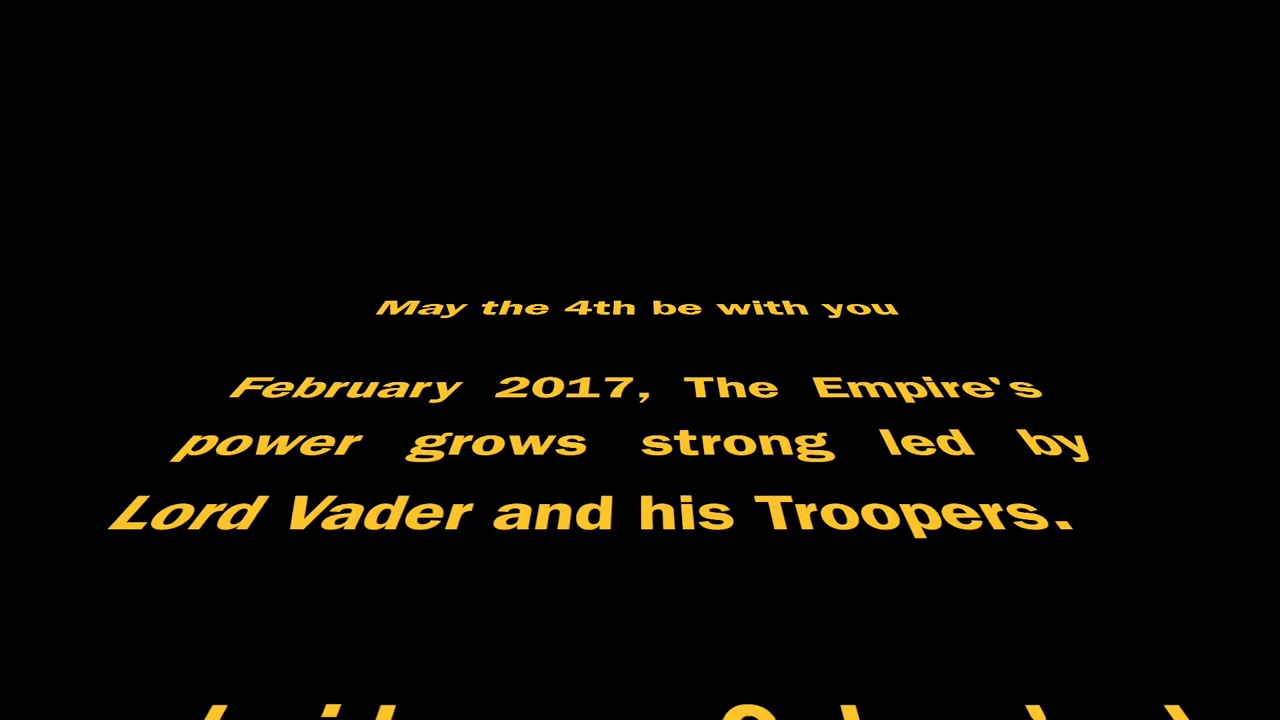 May the 4th be with you
February 2017, The Empire's
power grows strong led by
Lord Vader and his Troopers.